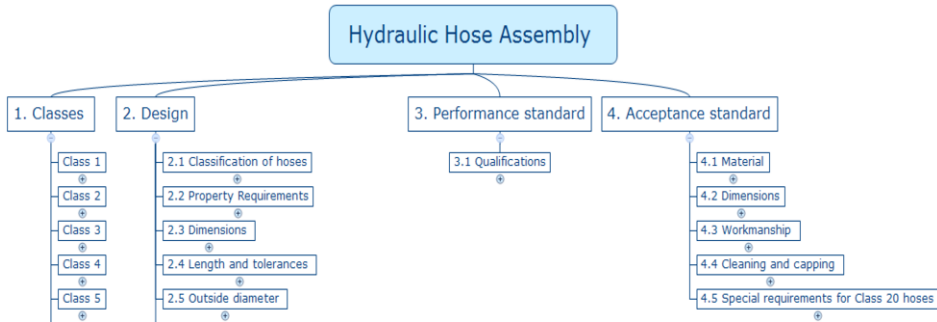 Hydraulic Hose Assembly
1. Classes
2. Design
3. Performance standard
4. Acceptance standard
Class 1
Class 2
Class 3
Class 4
Class 5
2.1 Classification of hoses
2.2 Property Requirements
2.3 Dimensions
2.4 Length and tolerances
2.5 Outside diameter
3.1 Qualifications
4.1 Material
4.2 Dimensions
4.3 Workmanship
4.4 Cleaning and capping
4.5 Special requirements for Class 20 hoses